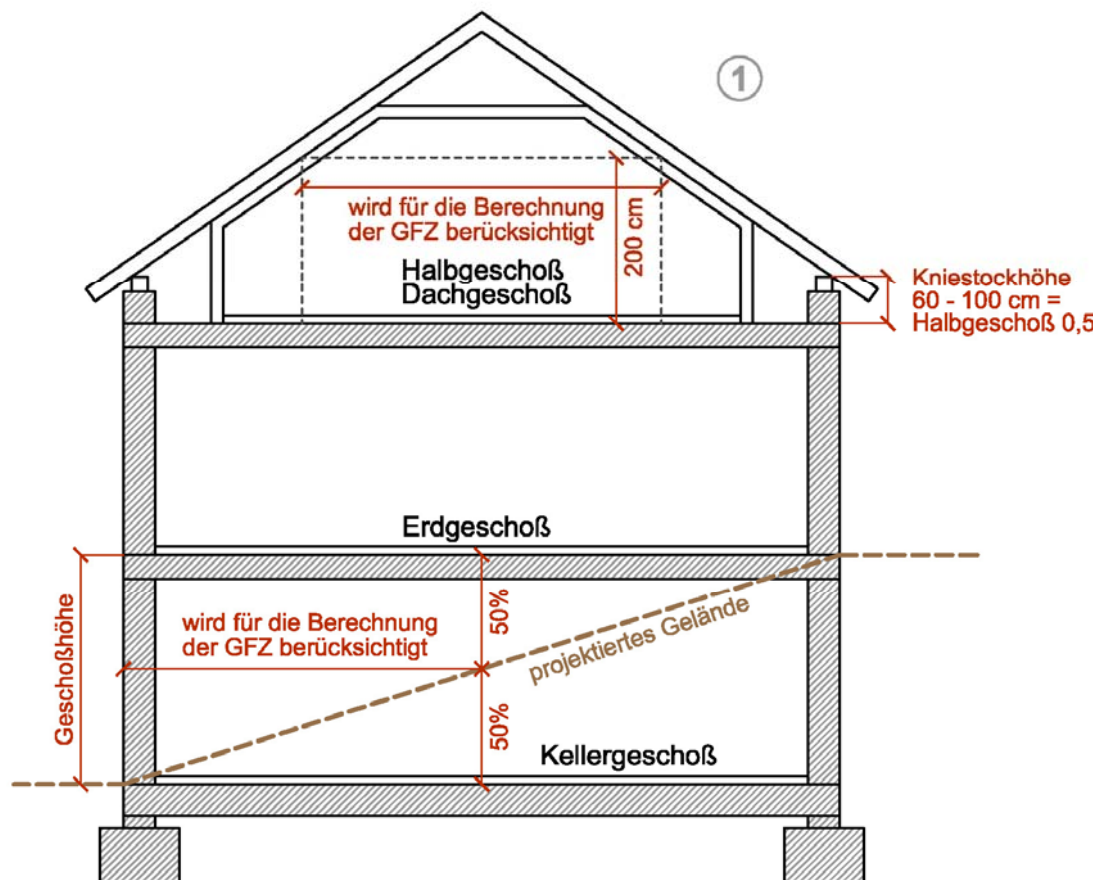 1
wird für die Berechnung
der GFZ berücksichtigt
200 cm
Halbgeschoß
Dachgeschoß
Kniestockhöhe
60 - 100 cm =
Halbgeschoß 0,5
Erdgeschoß
Geschoßhöhe
wird für die Berechnung
der GFZ berücksichtigt
50%
projektiertes Gelände
50%
Kellergeschoß